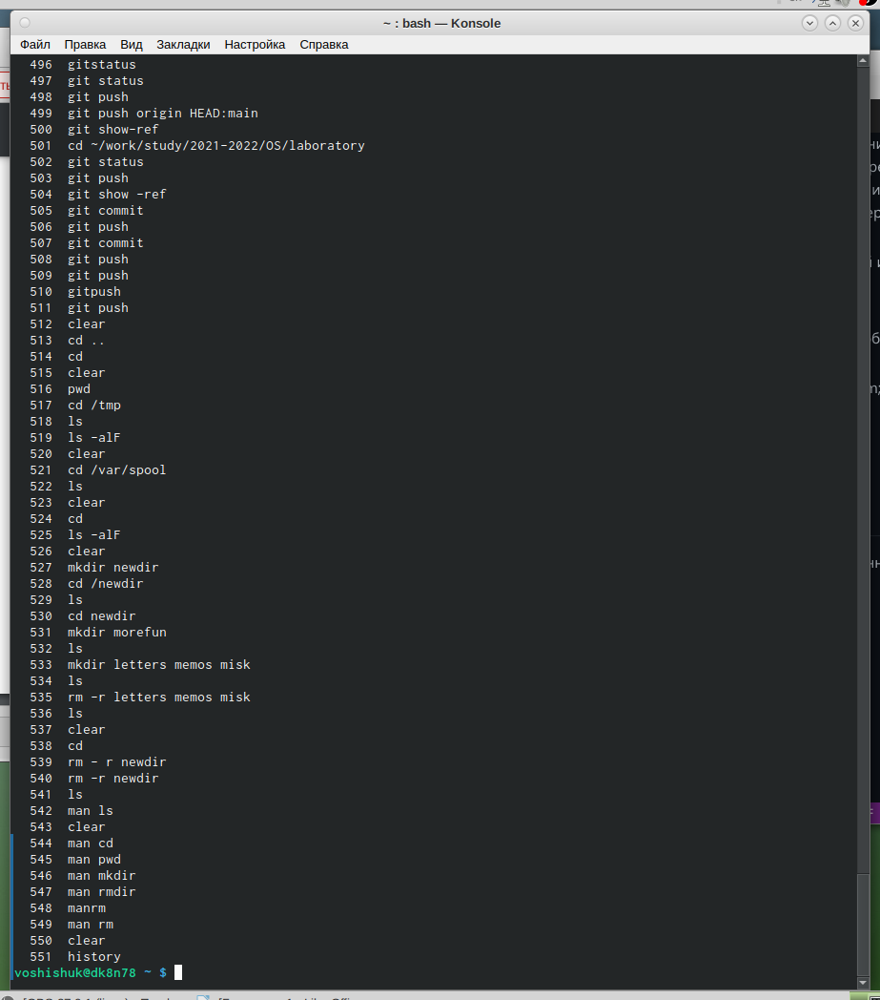 ~ : bash — Konsole
Файл Правка Вид Закладки Настройка Справка
496 gitstatus
497 git status
498 git push
499 git push origin HEAD:main
500 git show-ref
501 cd ~/work/study/2021-2022/OS/laboratory
502 git status
503 git push
504 git show -ref
505 git commit
506 git push
507 git commit
508 git push
509 git push
510 gitpush
511 git push
512 clear
513 cd ..
514 cd
515 clear
516 pwd
517 cd /tmp
518 ls
519 ls -alF
520 clear
521 cd /var/spool
522 ls
523 clear
524 cd
525 ls -alF
526 clear
527 mkdir newdir
528 cd /newdir
529 ls
530 cd newdir
531 mkdir morefun
532 ls
533 mkdir letters memos misk
534 ls
535 rm -r letters memos misk
536 ls
537 clear
538 cd
539 rm - r newdir
540 rm -r newdir
541 ls
542 man ls
543 clear
544 man cd
545 man pwd
546 man mkdir
547 man rmdir
548 manrm
549 man rm
550 clear
551 history
voshishuk@dk8n78 ~ $